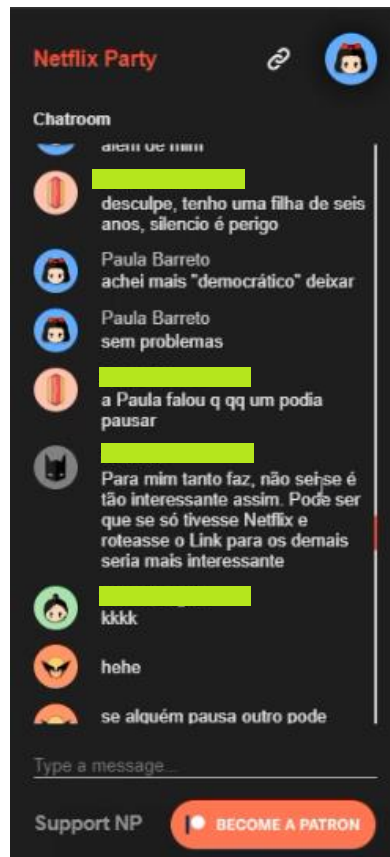 Netflix Party
Chatroom
além de mim
desculpe, tenho uma filha de seis
anos, silencio é perigo
Paula Barreto
achei mais "democrático" deixar
Paula Barreto
sem problemas
a Paula falou q qq um podia
pausar
Para mim tanto faz, não sei se é
tão interessante assim. Pode ser
que se só tivesse Netflix e
roteasse o Link para os demais
seria mais interessante
kkkk
hehe
se alguém pausa outro pode
Type a message...
Support NP
BECOME A PATRON